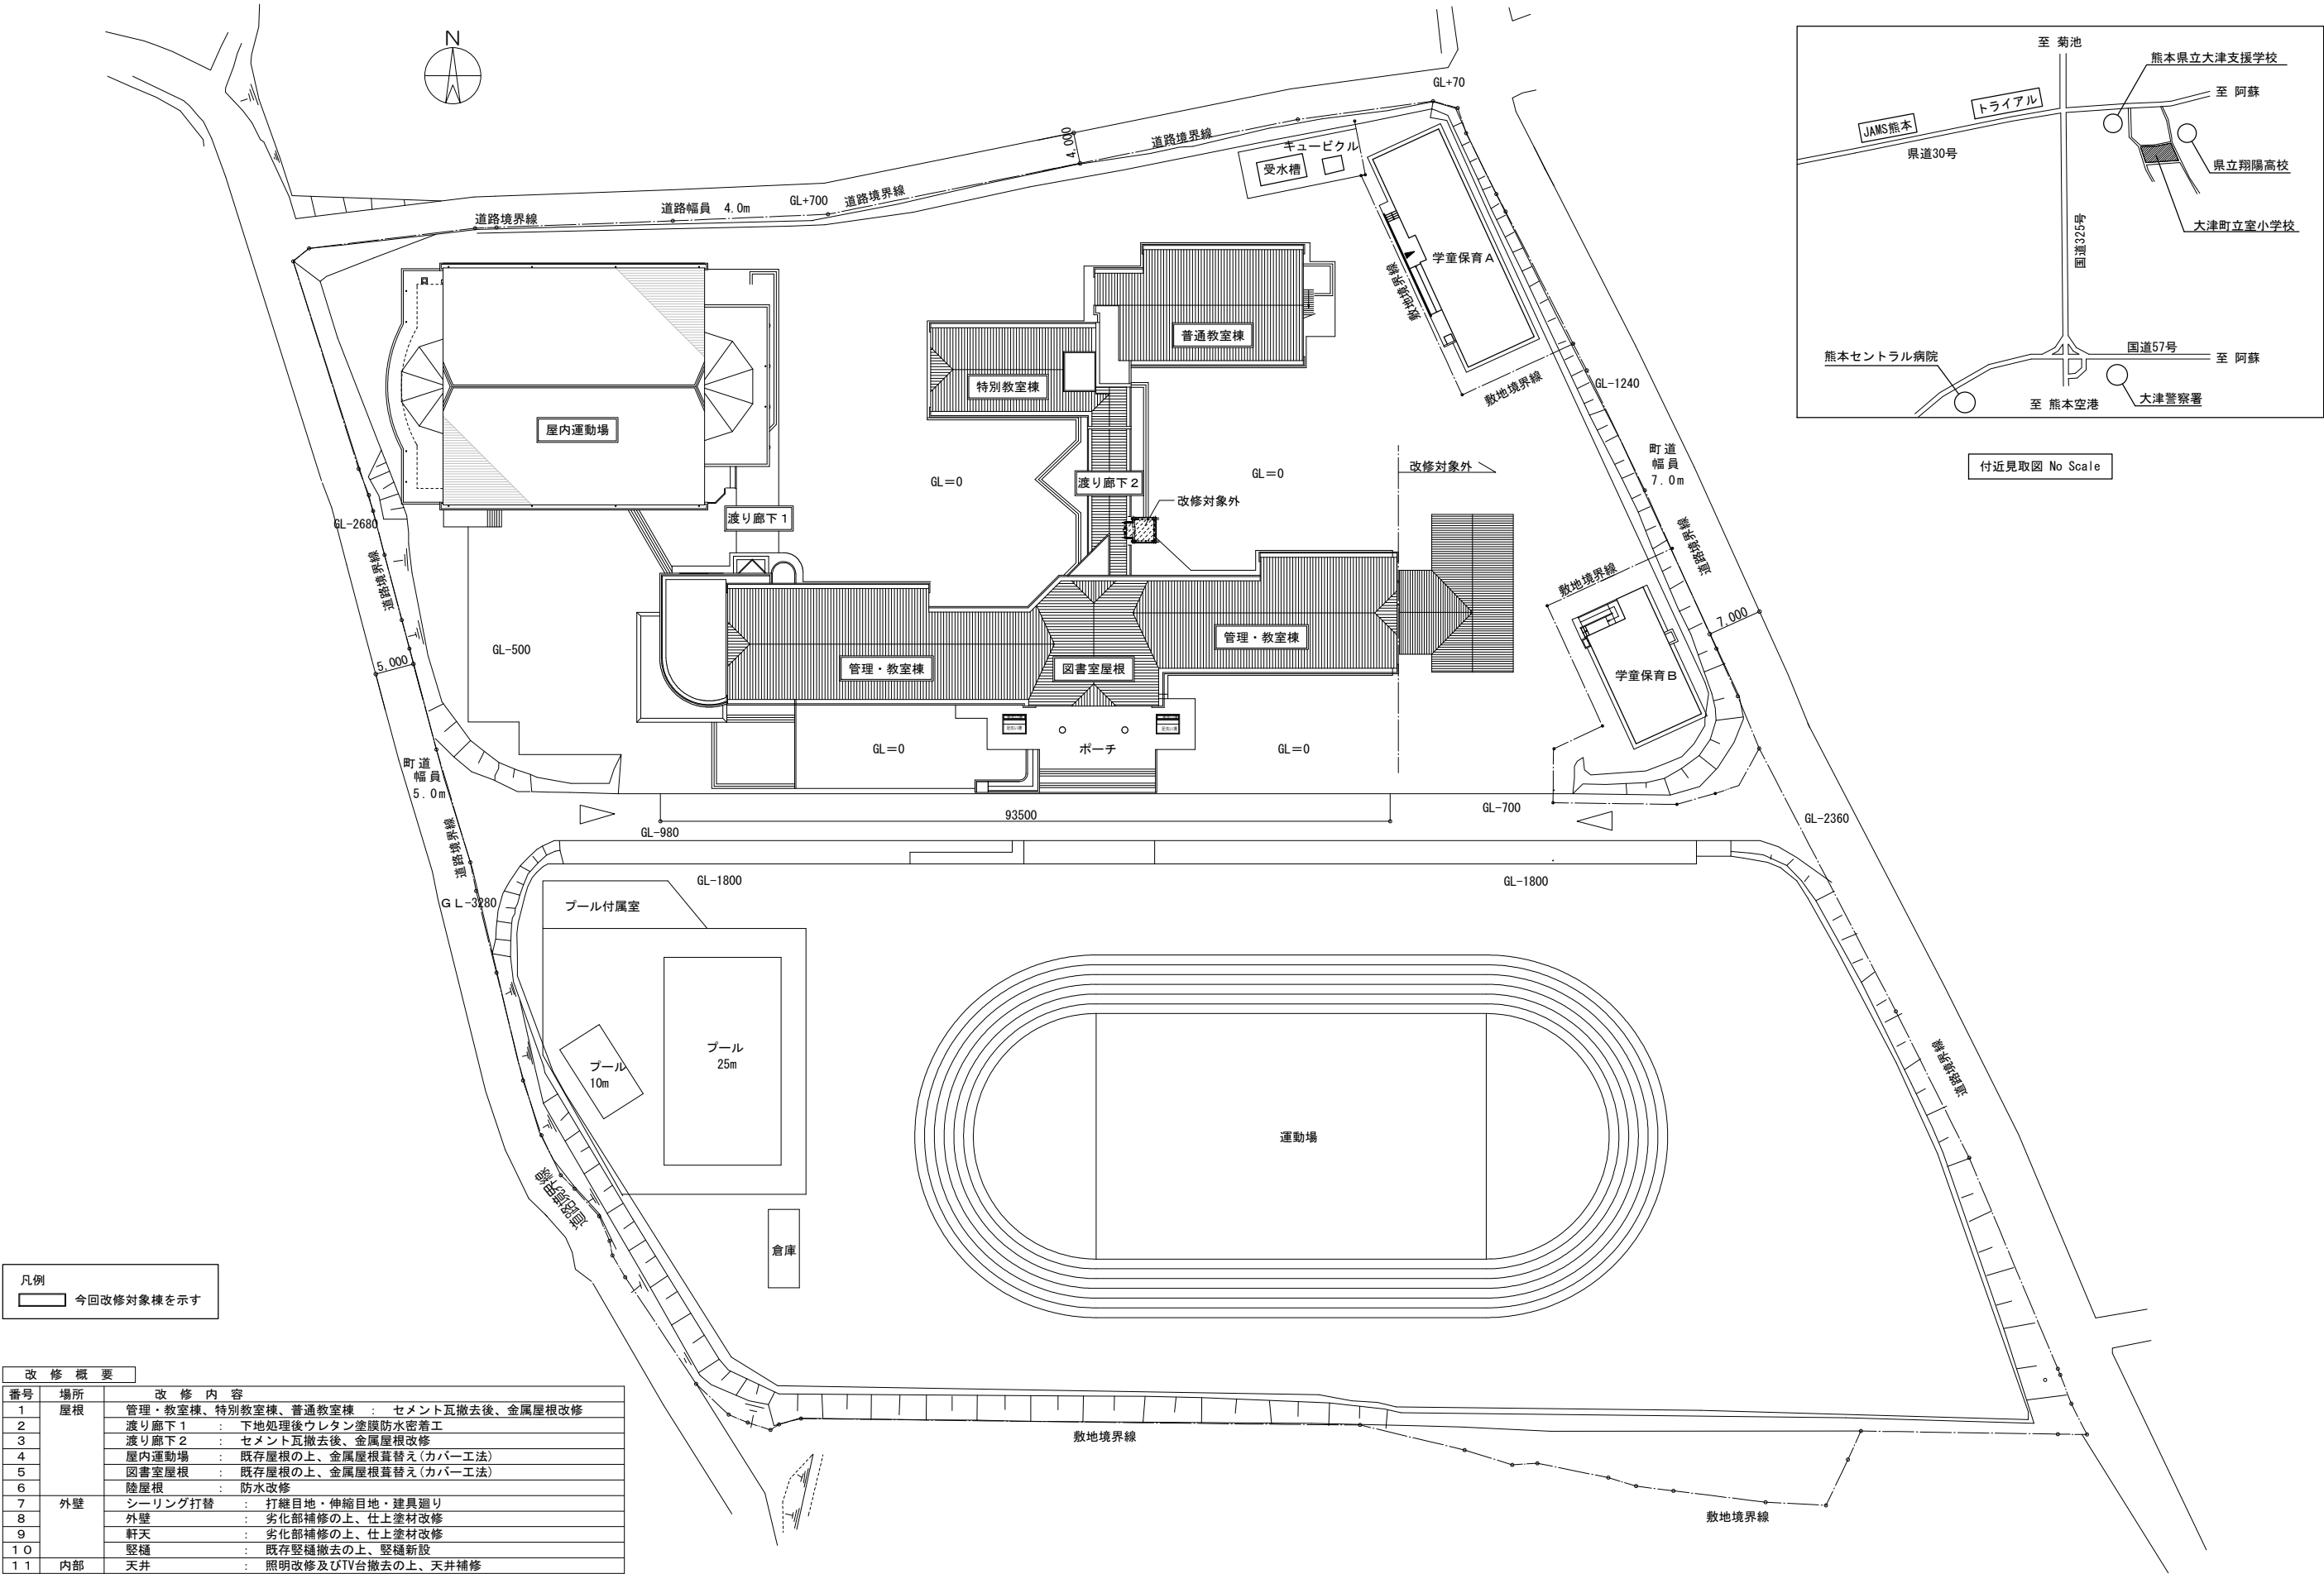 N
GL+70
4,000
道路境界線
キュービクル
受水槽
道路境界線
GL+700
道路幅員 4.0m
道路境界線
学童保育A
敷地境界線
普通教室棟
特別教室棟
敷地境界線
GL-1240
屋内運動場
町道
幅員
7.0m
改修対象外
GL=0
GL=0
渡り廊下2
改修対象外
渡り廊下1
GL-2680
道路境界線
道路境界線
敷地境界線
7,000
GL-500
5,000
管理・教室棟
管理・教室棟
図書室屋根
学童保育B
GL=0
ポーチ
GL=0
町道
幅員
5.0m
93500
GL-700
GL-980
GL-2360
道路境界線
GL-1800
GL-1800
GL-3280
プール付属室
プール
25m
プール
10m
運動場
道路境界線
道路境界線
倉庫
敷地境界線
敷地境界線
至 菊池
熊本県立大津支援学校
至 阿蘇
トライアル
JAMS熊本
県道30号
県立翔陽高校
大津町立室小学校
国道325号
国道57号
至 阿蘇
熊本セントラル病院
大津警察署
至 熊本空港
付近見取図 No Scale
凡例
今回改修対象棟を示す
改 修 概 要
番号 場所 改 修 内 容
1 屋根 管理・教室棟、特別教室棟、普通教室棟 : セメント瓦撤去後、金属屋根改修
2 渡り廊下1 : 下地処理後ウレタン塗膜防水密着工
3 渡り廊下2 : セメント瓦撤去後、金属屋根改修
4 屋内運動場 : 既存屋根の上、金属屋根葺替え(カバー工法)
5 図書室屋根 : 既存屋根の上、金属屋根葺替え(カバー工法)
6 陸屋根 : 防水改修
7 外壁 シーリング打替 : 打継目地・伸縮目地・建具廻り
8 外壁 : 劣化部補修の上、仕上塗材改修
9 軒天 : 劣化部補修の上、仕上塗材改修
10 竪樋 : 既存竪樋撤去の上、竪樋新設
11 内部 天井 : 照明改修及びTV台撤去の上、天井補修